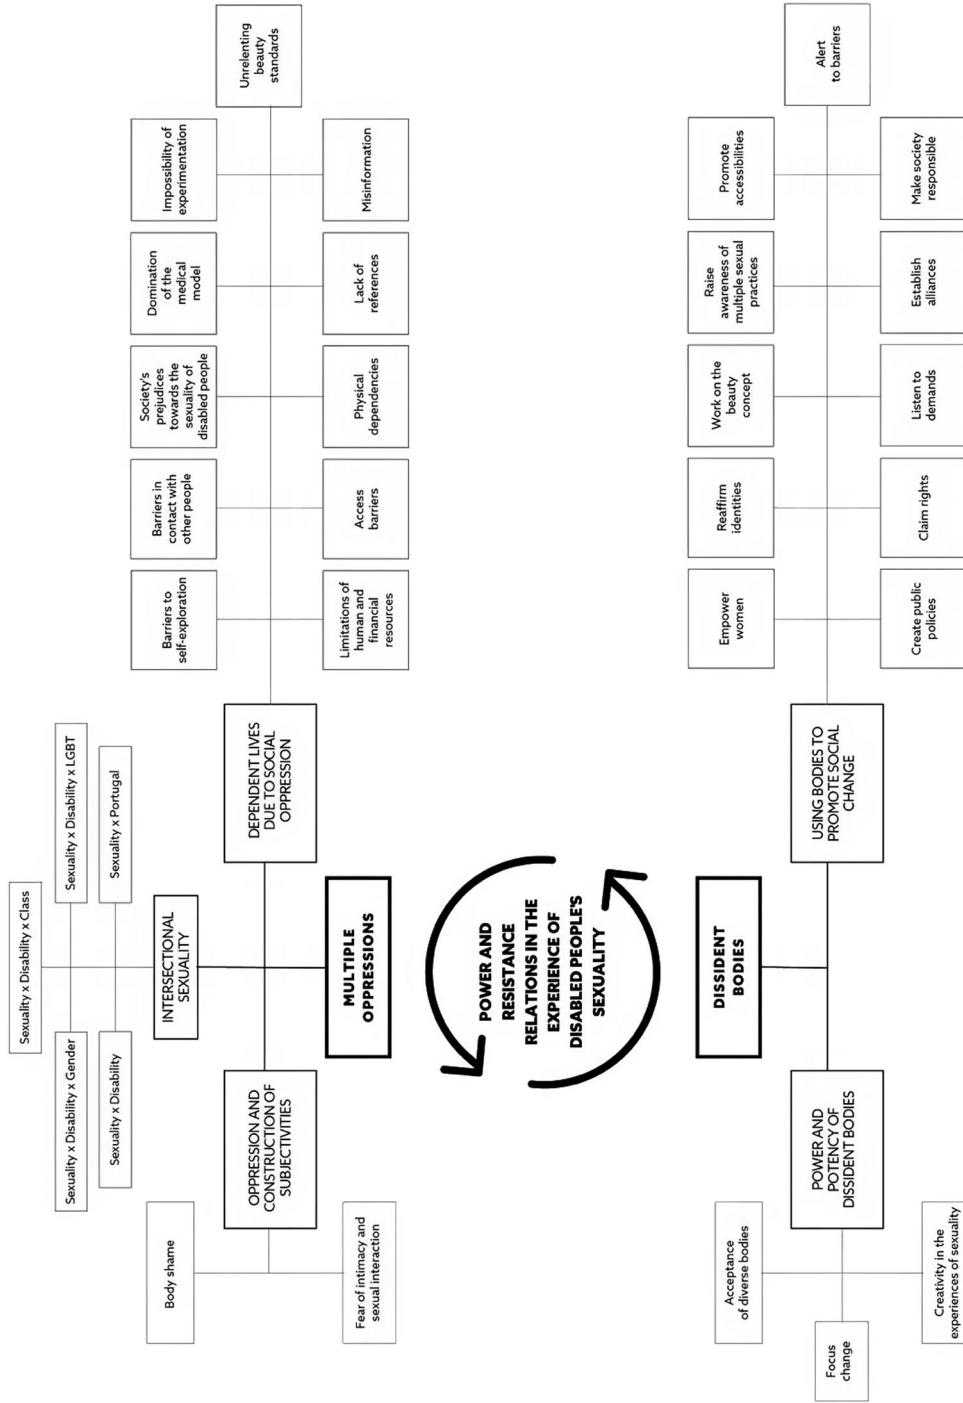 Sexuality x Disability x Class
Sexuality x Disability x Gender
Sexuality x Disability x LGBT
Sexuality x Disability
Sexuality x Portugal
INTERSECTIONAL
SEXUALITY
Body shame
Fear of intimacy and
sexual interaction
OPPRESSION AND
CONSTRUCTION OF
SUBJECTIVITIES
DEPENDENT LIVES
DUE TO SOCIAL
OPPRESSION
Barriers to
self-exploration
Barriers in
contact with
other people
Society's
prejudices
towards the
sexuality of
disabled people
Domination
of the
medical
model
Impossibility of
experimentation
Unrelenting
beauty
standards
Limitations of
human and
financial
resources
Access
barriers
Physical
dependencies
Lack of
references
Misinformation
MULTIPLE
OPPRESSIONS
POWER AND
RESISTANCE
RELATIONS IN THE
EXPERIENCE OF
DISABLED PEOPLE'S
SEXUALITY
DISSIDENT
BODIES
Acceptance
of diverse bodies
Focus
change
Creativity in the
experiences of sexuality
POWER AND
POTENCY OF
DISSIDENT BODIES
USING BODIES TO
PROMOTE SOCIAL
CHANGE
Empower
women
Reaffirm
identities
Work on the
beauty
concept
Raise
awareness of
multiple sexual
practices
Promote
accessibilities
Alert
to barriers
Create public
policies
Claim rights
Listen to
demands
Establish
alliances
Make society
responsible